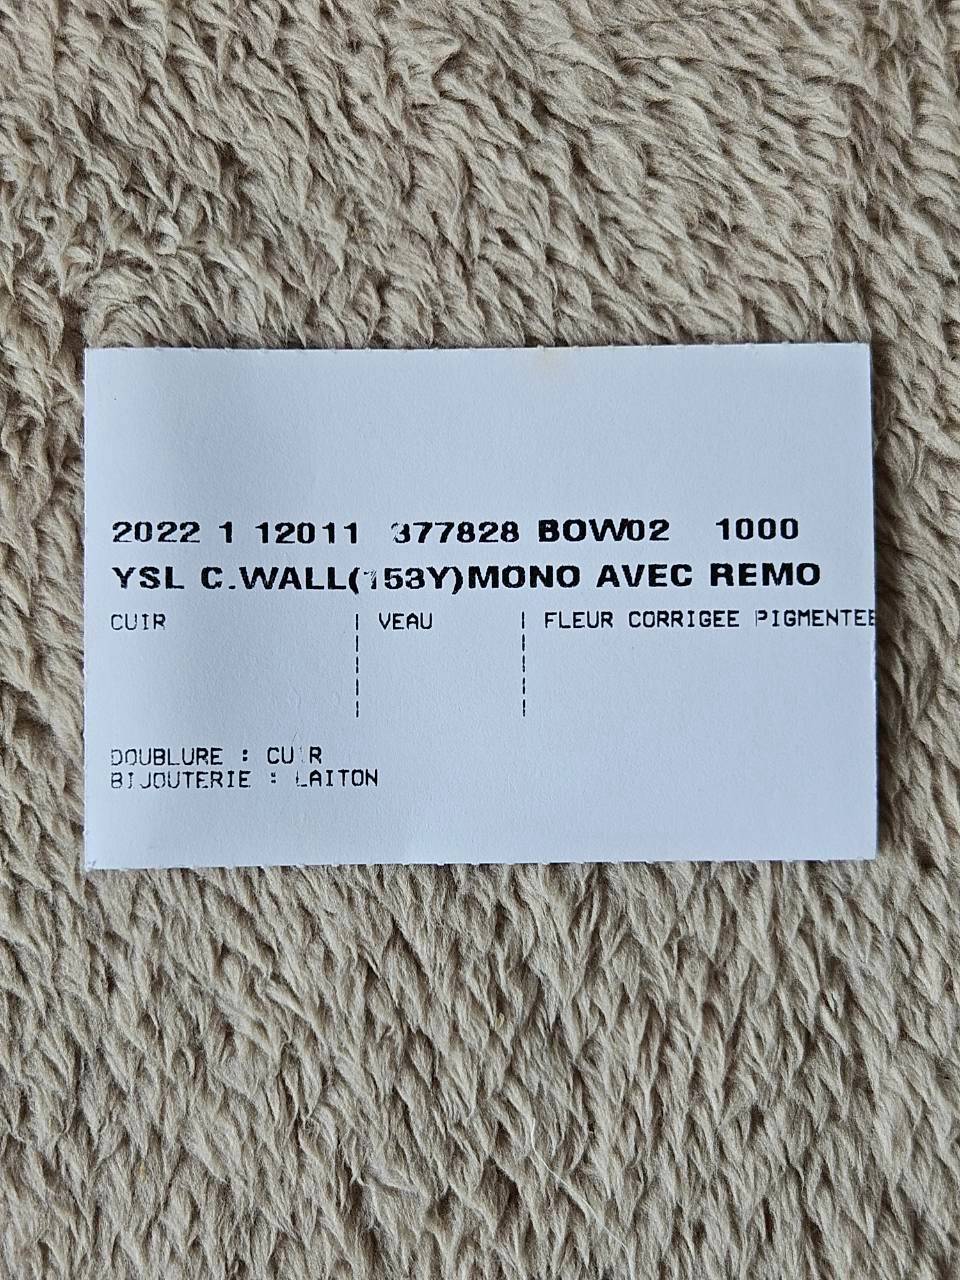 2022 1 12011 377828 BOW02 1000
YSL C.WALL(153Y)MONO AVEC REMO
CUIR | VEAU | FLEUR CORRIGEE PIGMENTEE
DOUBLURE : CUIR
BIJOUTERIE : LAITON